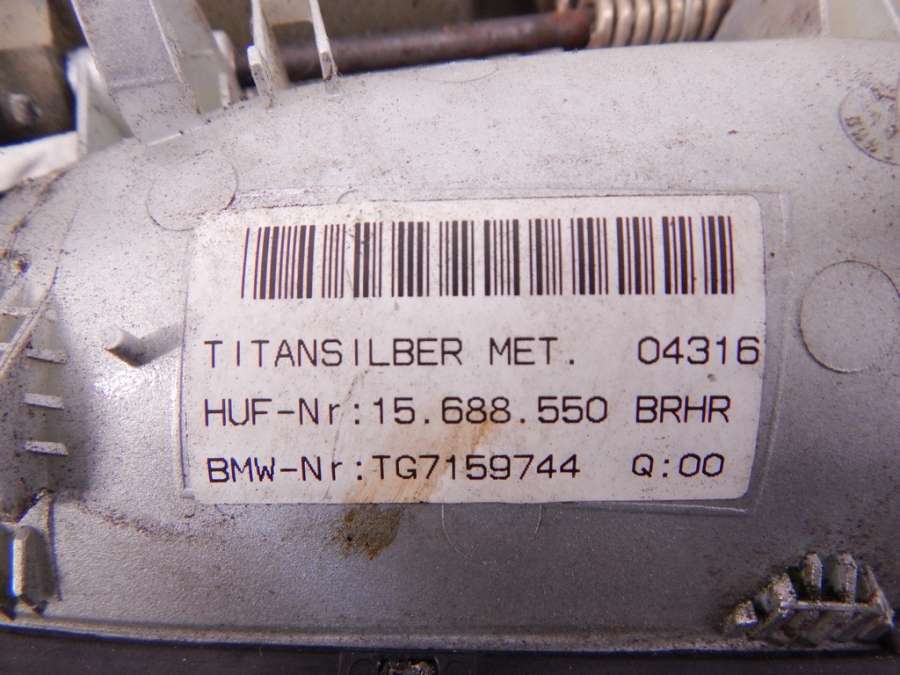 TITANSILBER MET. 04316
HUF-Nr:15.688.550 BRHR
BMW-Nr:TG7159744 Q:00